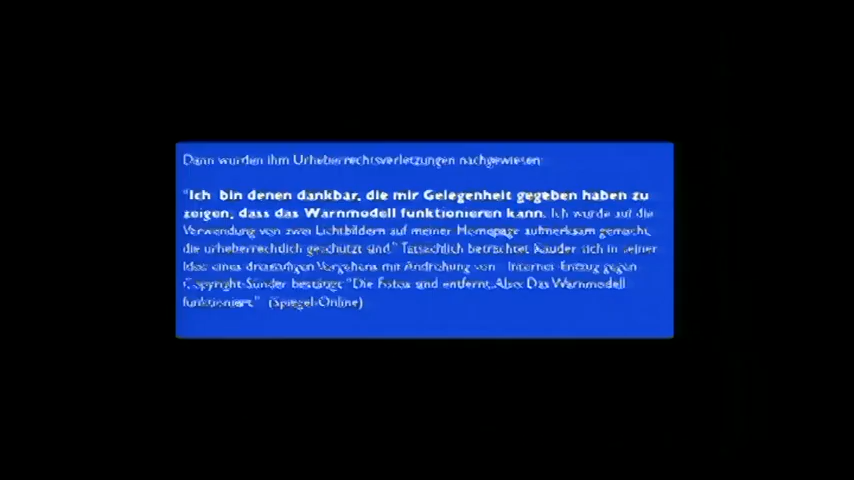 Dann wurden ihm Urheberrechtsverletzungen nachgewiesen
"Ich bin denen dankbar, die mir Gelegenheit gegeben haben zu
zeigen, dass das Warnmodell funktionieren kann. Ich wurde auf die
Verwendung von zwei Lichtbildern auf meiner Homepage aufmerksam gemacht,
die urheberrechtlich geschützt sind." Tatsächlich betrachtet Kauder sich in seiner
Idee eines dreistufigen Vorgehens mit Androhung von Internet-Entzug gegen
Copyright-Sünder bestätigt: "Die Fotos sind entfernt. Also: Das Warnmodell
funktioniert." (Spiegel-Online)